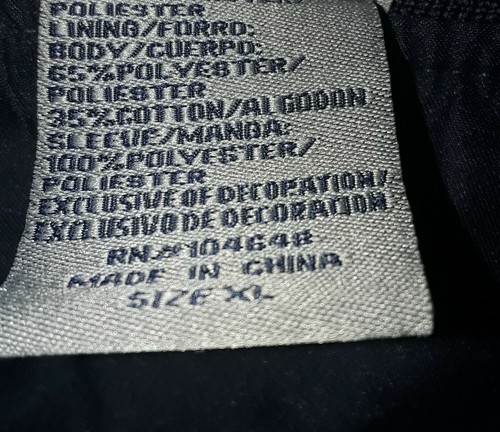 POLIESTER
LINING/FORRO:
BODY/CUERPO:
65%POLYESTER/
POLIESTER
35%COTTON/ALGODON
SLEEVE/MANGA:
100%POLYESTER/
POLIESTER
EXCLUSIVE OF DECORATION/
EXCLUSIVO DE DECORACION
RN#104648
MADE IN CHINA
SIZE XL